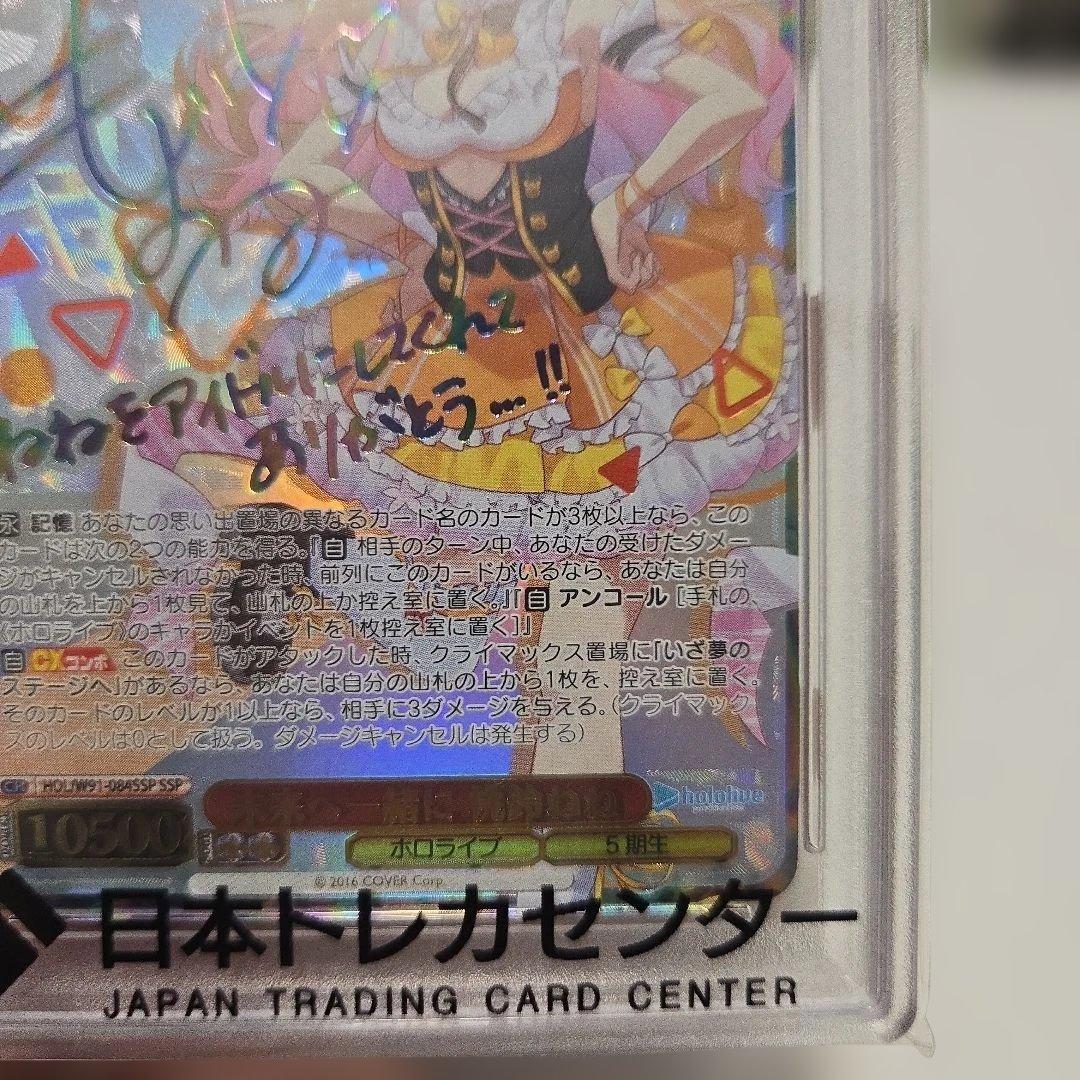 ねねをアイドルにしてくれて
ありがとうー!!
永 記憶 あなたの思い出置場の異なるカード名のカードが3枚以上なら、この
カードは次の2つの能力を得る。「自 相手のターン中、あなたの受けたダメー
ジがキャンセルされなかった時、前列にこのカードがいるなら、あなたは自分
の山札を上から1枚見て、山札の上か控え室に置く。」「自 アンコール [手札の
《ホロライブ》のキャラかイベントを1枚控え室に置く]」
自 CXコンボ このカードがアタックした時、クライマックス置場に「いざ夢の
ステージへ」があるなら、あなたは自分の山札の上から1枚を、控え室に置く。
そのカードのレベルが1以上なら、相手に3ダメージを与える。（クライマック
スのレベルは0として扱う。ダメージキャンセルは発生する）
HOL/W91-084SSP SSP
未来へ一緒に 桃鈴ねね
hololive
10500
ホロライブ 5期生
© 2016 COVER Corp.
日本トレカセンター
JAPAN TRADING CARD CENTER